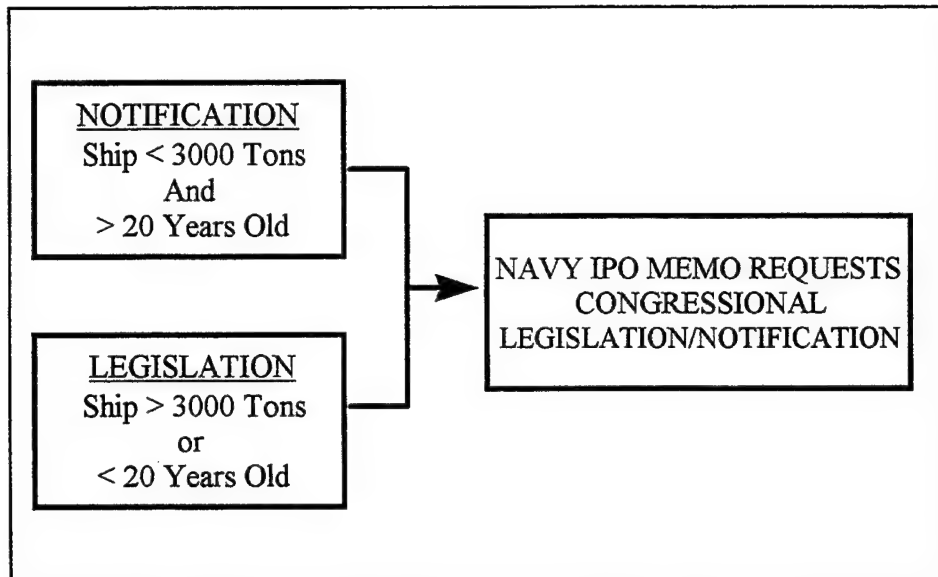 NOTIFICATION
Ship < 3000 Tons
And
> 20 Years Old
LEGISLATION
Ship > 3000 Tons
or
< 20 Years Old
NAVY IPO MEMO REQUESTS
CONGRESSIONAL
LEGISLATION/NOTIFICATION